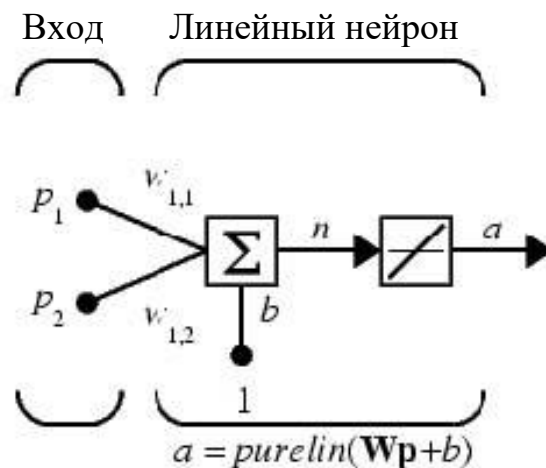 Вход Линейный нейрон
p1
w1,1
Σ
n
a
p2
w1,2
b
1
a = purelin(Wp+b)